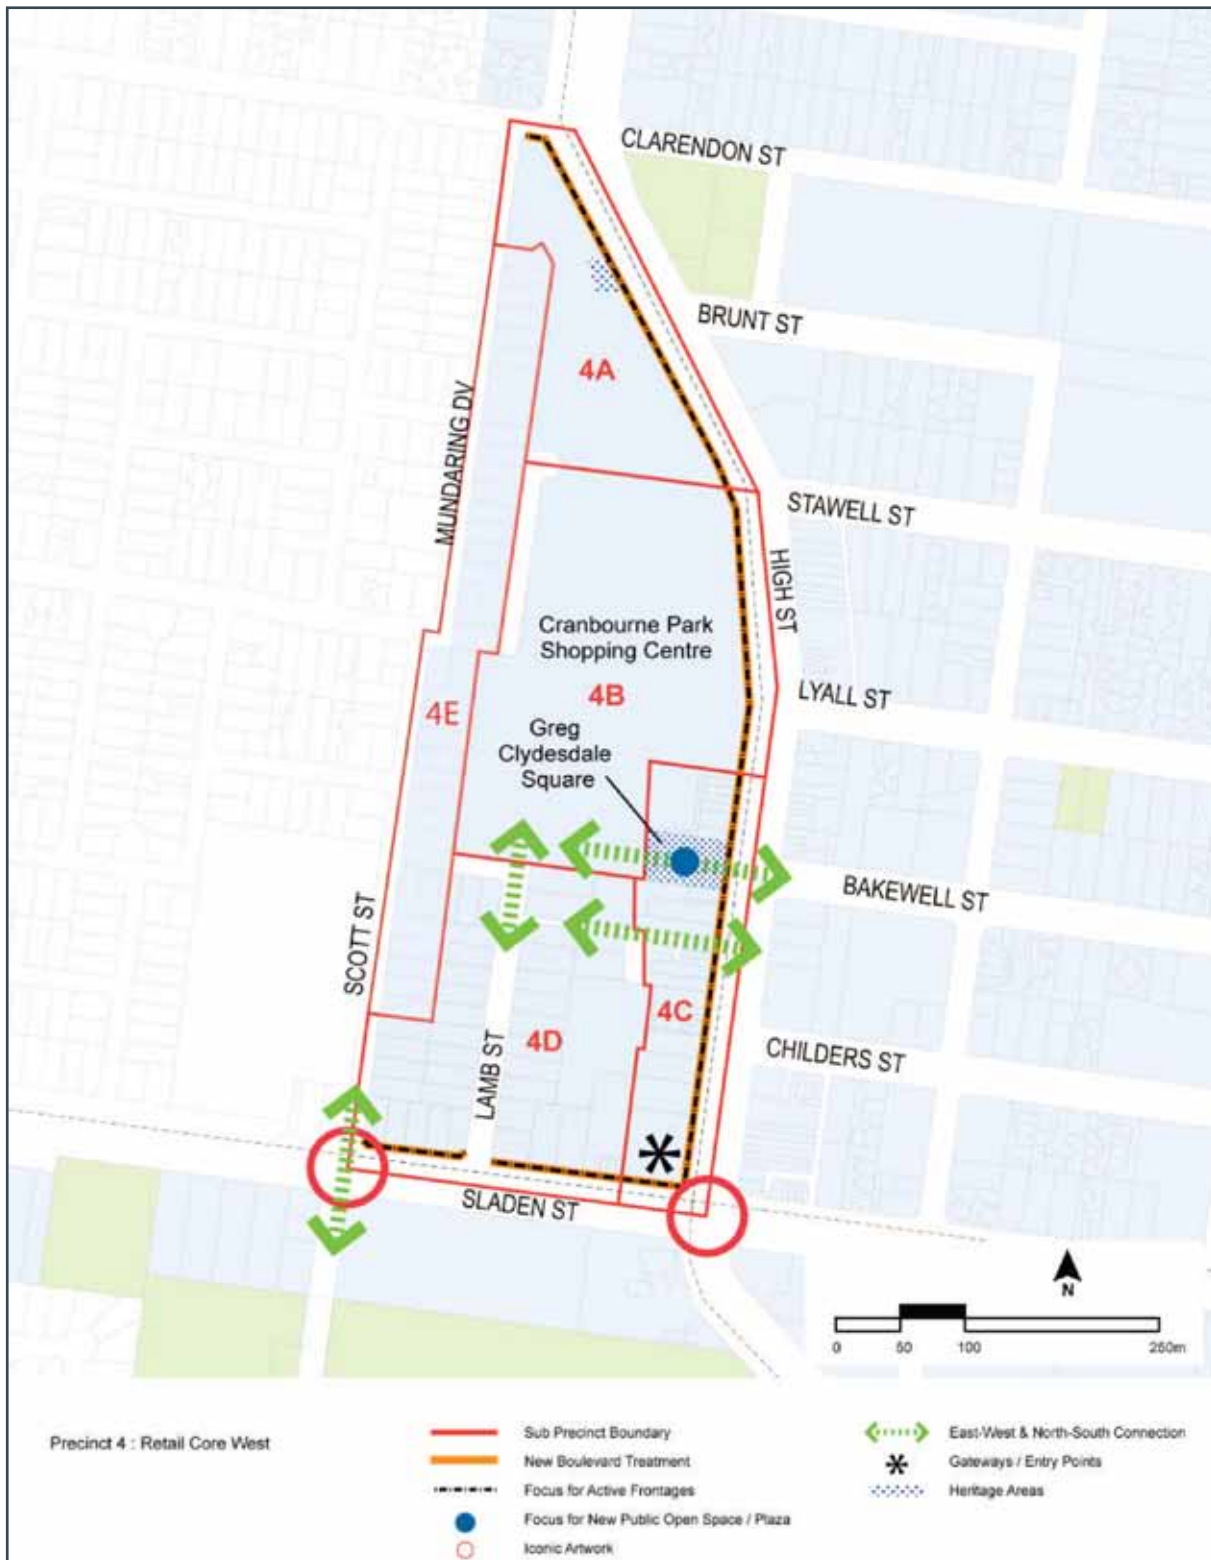 CLARENDON ST
BRUNT ST
4A
MUNDARING DV
STAWELL ST
HIGH ST
Cranbourne Park
Shopping Centre
4B
LYALL ST
4E
Greg
Clydesdale
Square
BAKEWELL ST
SCOTT ST
4C
4D
LAMB ST
CHILDERS ST
SLADEN ST
N
0 50 100 250m
Precinct 4 : Retail Core West
Sub Precinct Boundary
New Boulevard Treatment
Focus for Active Frontages
Focus for New Public Open Space / Plaza
Iconic Artwork
East-West & North-South Connection
Gateways / Entry Points
Heritage Areas